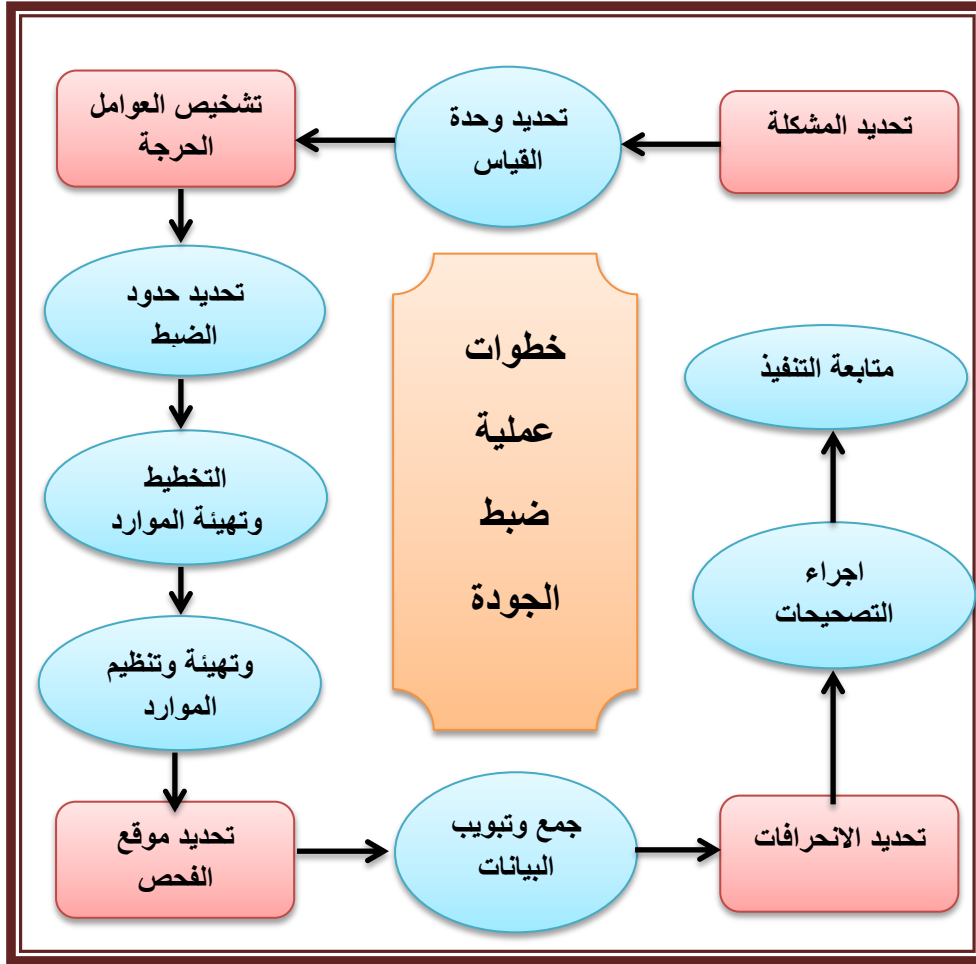 تحديد المشكلة
تحديد وحدة
القياس
تشخيص العوامل
الحرجة
تحديد حدود
الضبط
التخطيط
وتهيئة الموارد
وتهيئة وتنظيم
الموارد
تحديد موقع
الفحص
جمع وتبويب
البيانات
تحديد الانحرافات
اجراء
التصحيحات
متابعة التنفيذ
خطوات
عملية
ضبط
الجودة